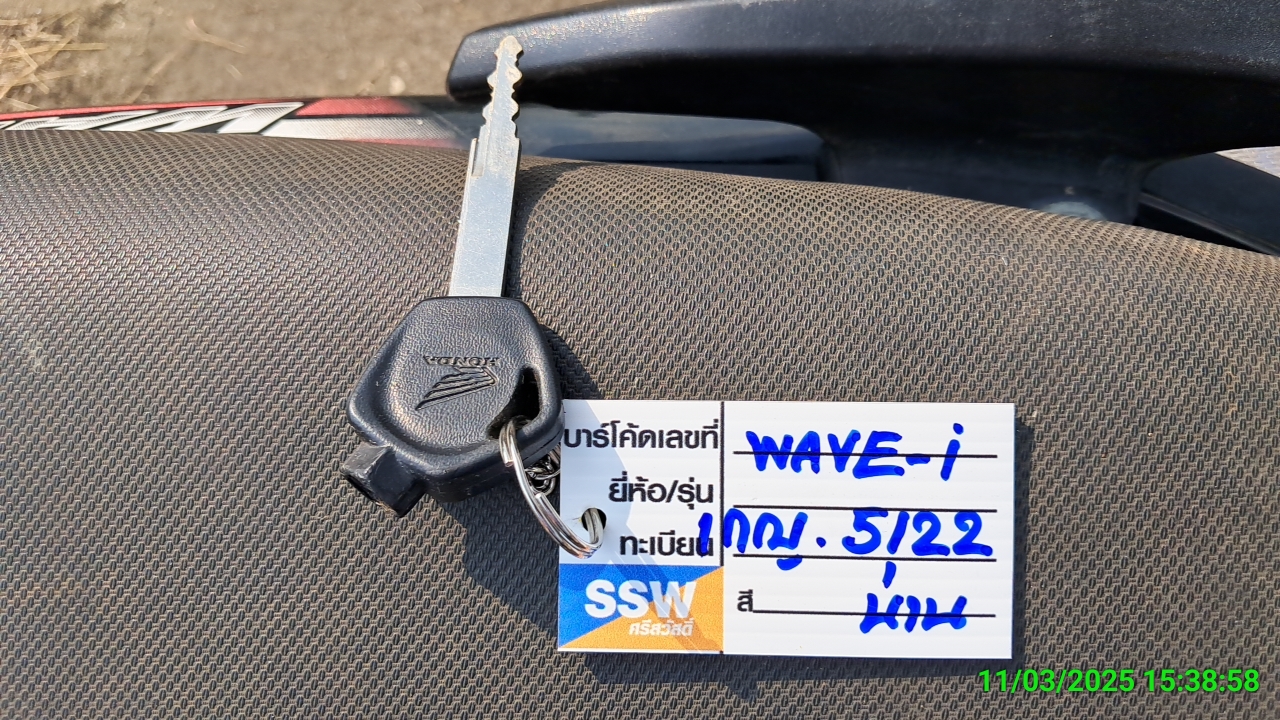 HONDA
บาร์โค้ดเลขที่ WAVE-i
ยี่ห้อ/รุ่น
ทะเบียน 1กญ. 5122
น่าน
สี
SSW
ศรีสวัสดิ์
11/03/2025 15:38:58